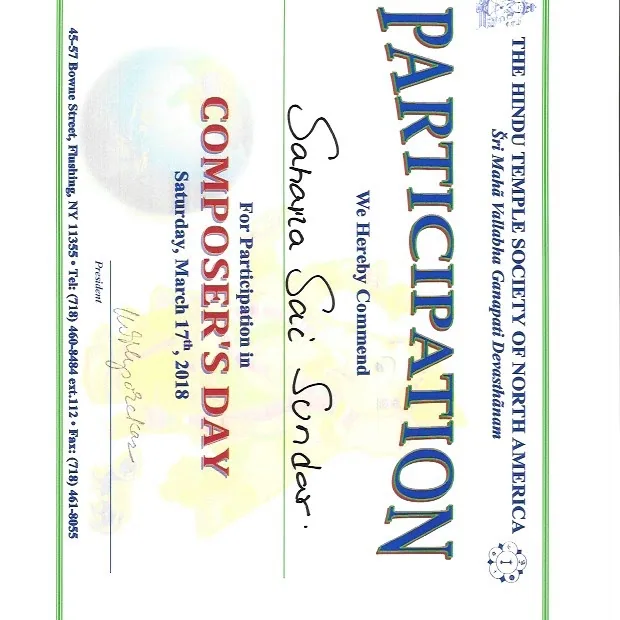 THE HINDU TEMPLE SOCIETY OF NORTH AMERICA
Śri Mahā Vallabha Ganapati Devasthānam
PARTICIPATION
We Hereby Commend
Sahana Sai Sundar.
For Participation in
COMPOSER'S DAY
Saturday, March 17th, 2018
President
45-57 Bowne Street, Flushing, NY 11355 • Tel: (718) 460-8484 ext.112 • Fax: (718) 461-8055